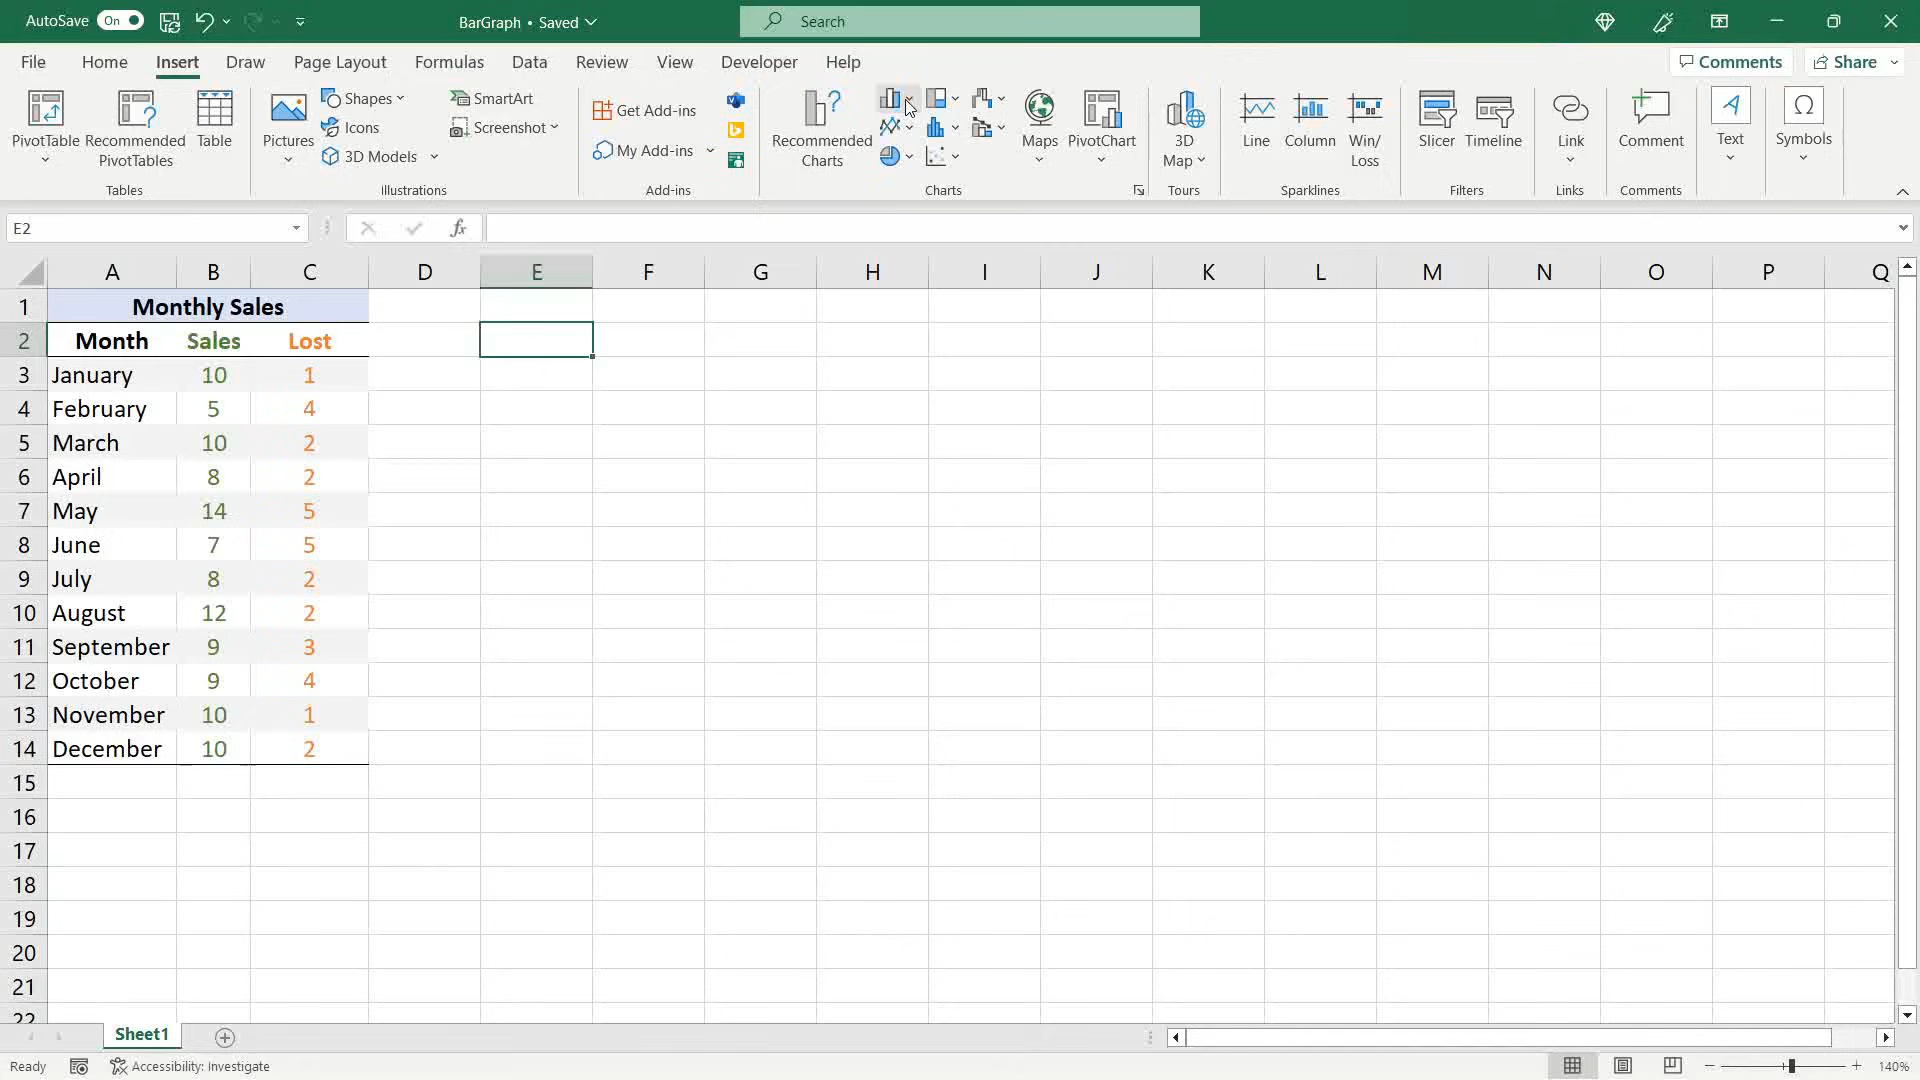 AutoSave On BarGraph • Saved Search
File Home Insert Draw Page Layout Formulas Data Review View Developer Help Comments Share
PivotTable Recommended PivotTables Table
Tables
Pictures Shapes Icons 3D Models SmartArt Screenshot
Illustrations
Get Add-ins
My Add-ins
Add-ins
Recommended Charts Maps PivotChart
Charts
3D Map
Tours
Line Column Win/Loss
Sparklines
Slicer Timeline
Filters
Link
Links
Comment
Comments
Text
Symbols
E2 fx
A B C D E F G H I J K L M N O P Q
1 Monthly Sales
2 Month Sales Lost
3 January 10 1
4 February 5 4
5 March 10 2
6 April 8 2
7 May 14 5
8 June 7 5
9 July 8 2
10 August 12 2
11 September 9 3
12 October 9 4
13 November 10 1
14 December 10 2
15
16
17
18
19
20
21
22
Sheet1
Ready Accessibility: Investigate 140%